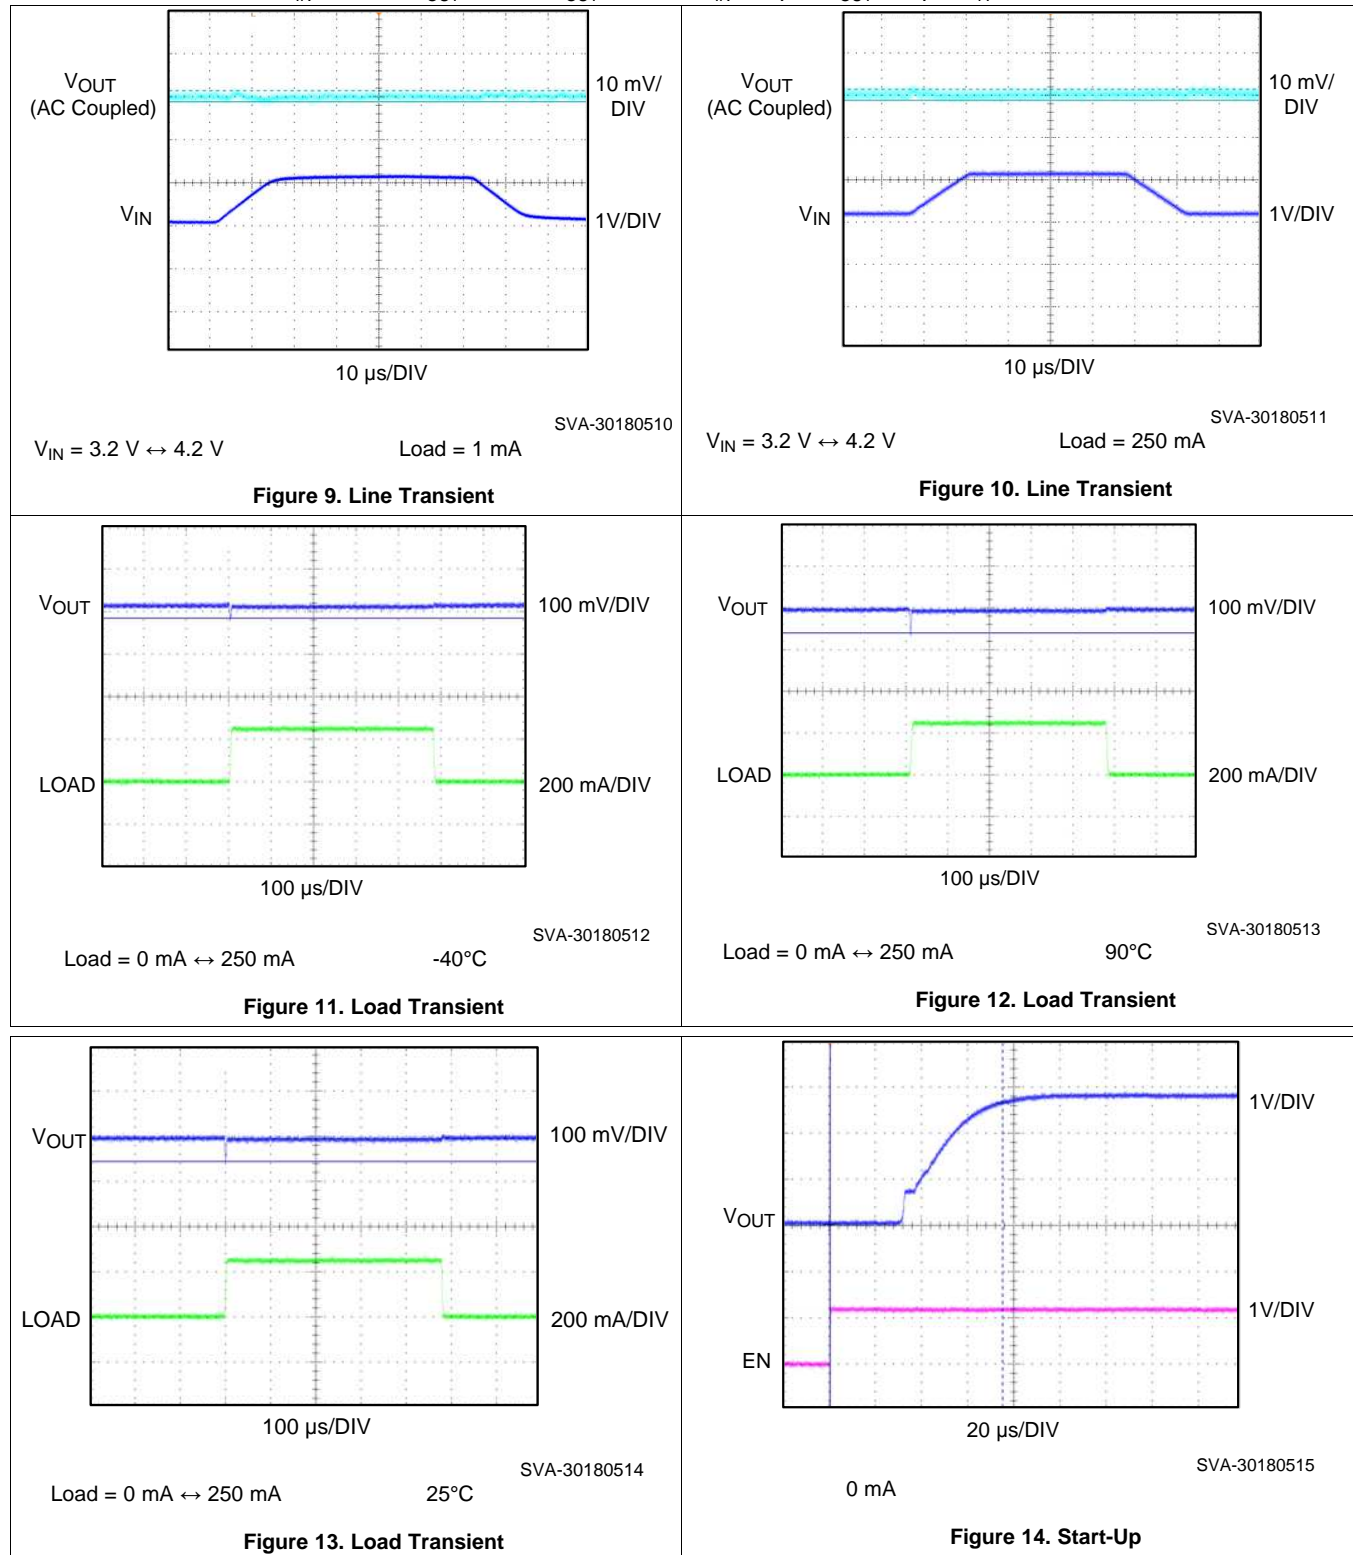 VOUT
(AC Coupled)
10 mV/
DIV
VIN
1V/DIV
10 µs/DIV
SVA-30180510
VIN = 3.2 V ↔ 4.2 V Load = 1 mA
Figure 9. Line Transient
VOUT
(AC Coupled)
10 mV/
DIV
VIN
1V/DIV
10 µs/DIV
SVA-30180511
VIN = 3.2 V ↔ 4.2 V Load = 250 mA
Figure 10. Line Transient
VOUT
100 mV/DIV
LOAD
200 mA/DIV
100 µs/DIV
SVA-30180512
Load = 0 mA ↔ 250 mA -40°C
Figure 11. Load Transient
VOUT
100 mV/DIV
LOAD
200 mA/DIV
100 µs/DIV
SVA-30180513
Load = 0 mA ↔ 250 mA 90°C
Figure 12. Load Transient
VOUT
100 mV/DIV
LOAD
200 mA/DIV
100 µs/DIV
SVA-30180514
Load = 0 mA ↔ 250 mA 25°C
Figure 13. Load Transient
1V/DIV
VOUT
1V/DIV
EN
20 µs/DIV
SVA-30180515
0 mA
Figure 14. Start-Up